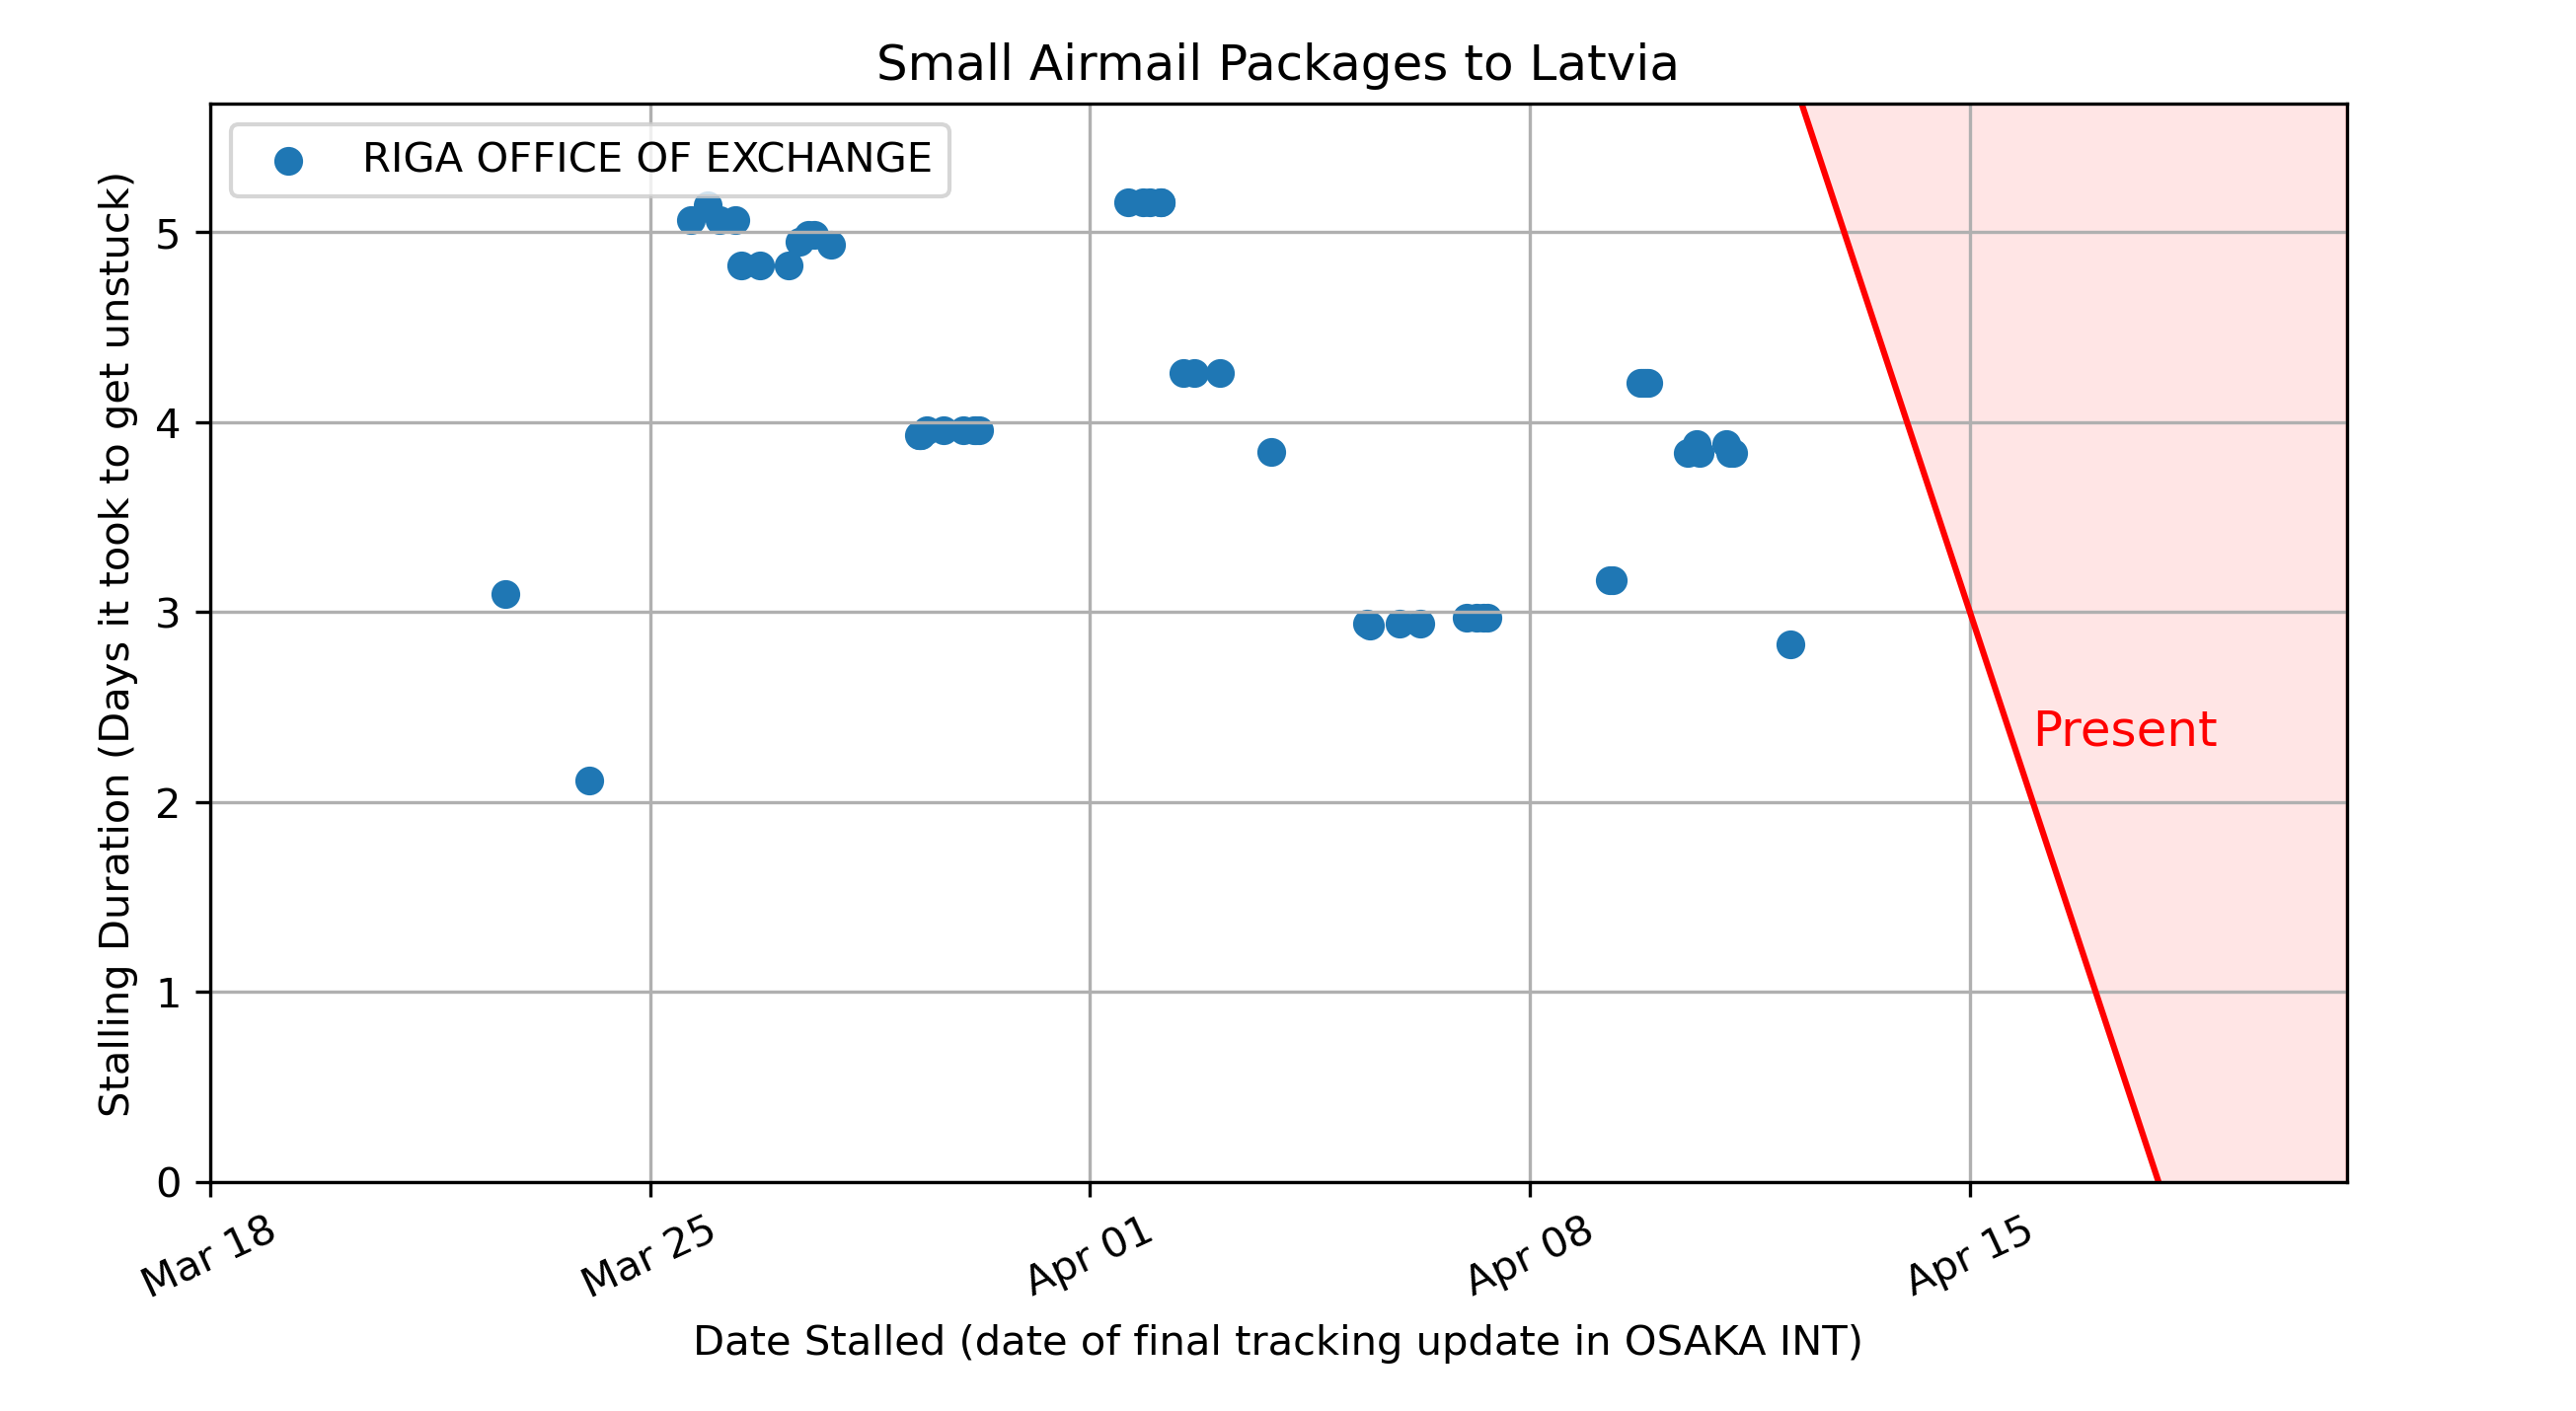 Small Airmail Packages to Latvia
RIGA OFFICE OF EXCHANGE
Stalling Duration (Days it took to get unstuck)
5
4
3
2
1
0
Present
Mar 18
Mar 25
Apr 01
Apr 08
Apr 15
Date Stalled (date of final tracking update in OSAKA INT)